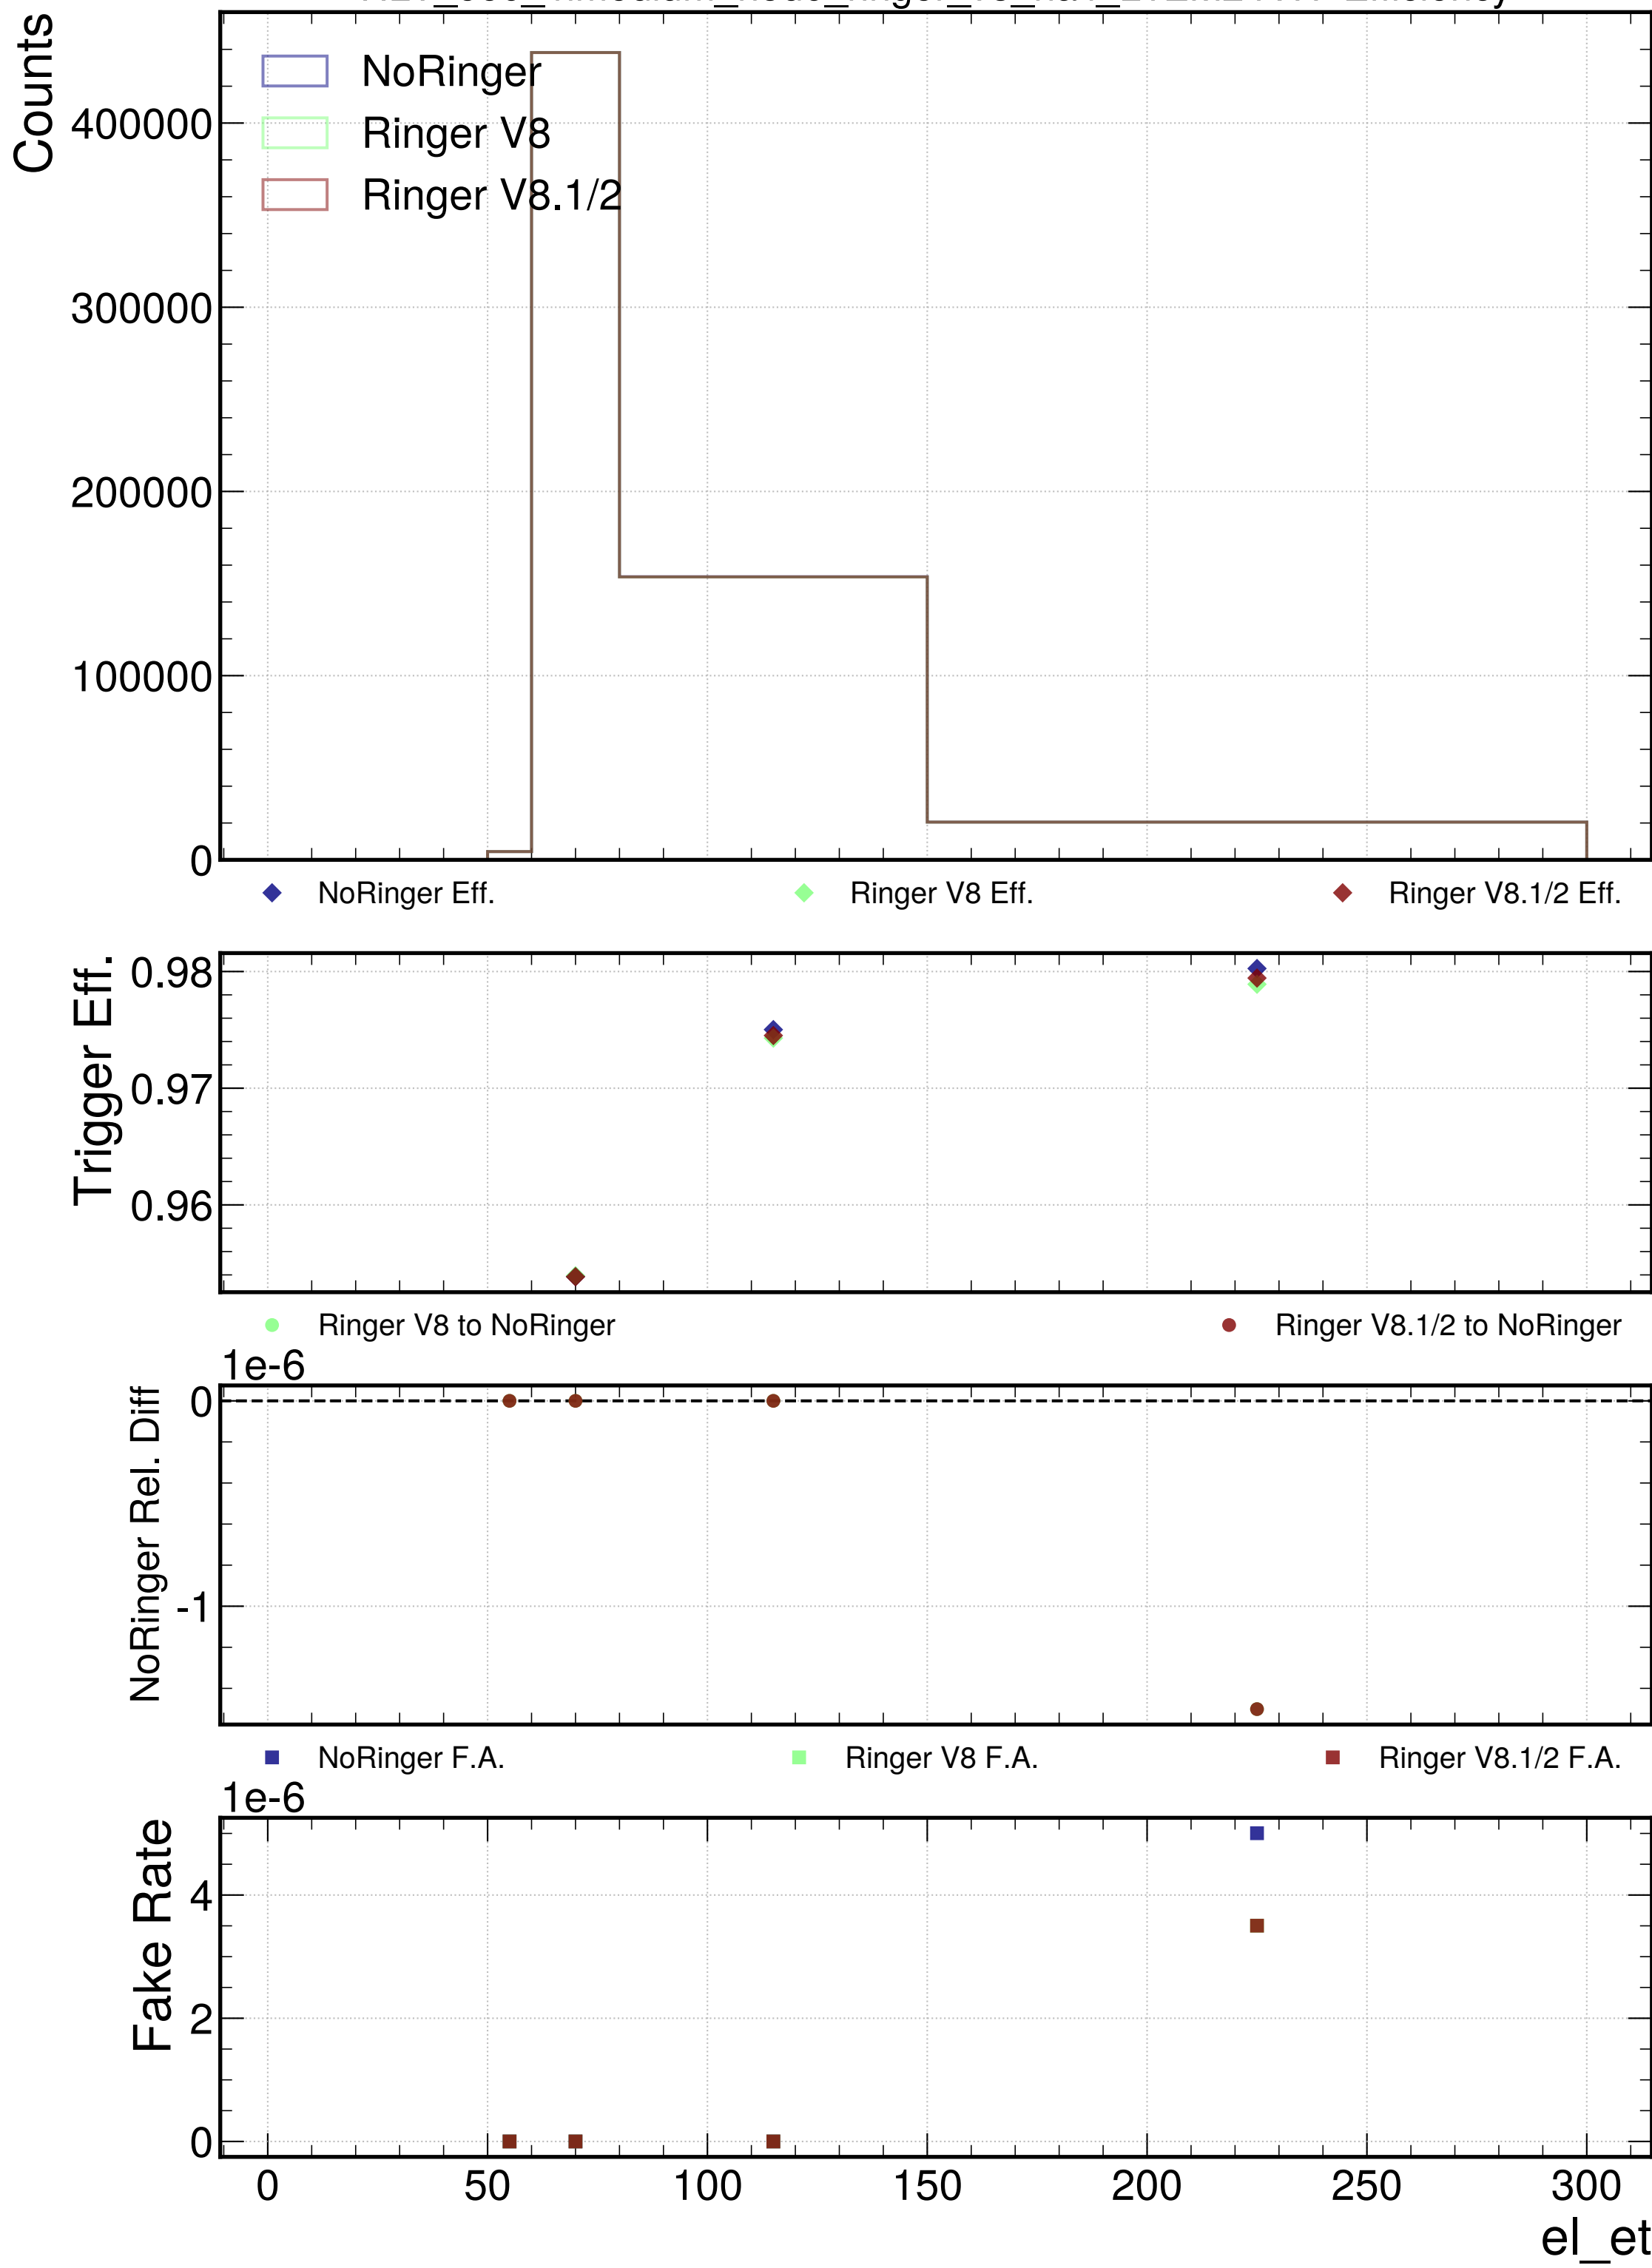 Efficiency
Counts
NoRinger
Ringer V8
Ringer V8.1/2
400000
300000
200000
100000
0
NoRinger Eff.
Ringer V8 Eff.
Ringer V8.1/2 Eff.
Trigger Eff.
0.98
0.97
0.96
Ringer V8 to NoRinger
Ringer V8.1/2 to NoRinger
1e-6
NoRinger Rel. Diff
0
-1
NoRinger F.A.
Ringer V8 F.A.
Ringer V8.1/2 F.A.
1e-6
Fake Rate
4
2
0
0 50 100 150 200 250 300
el_et